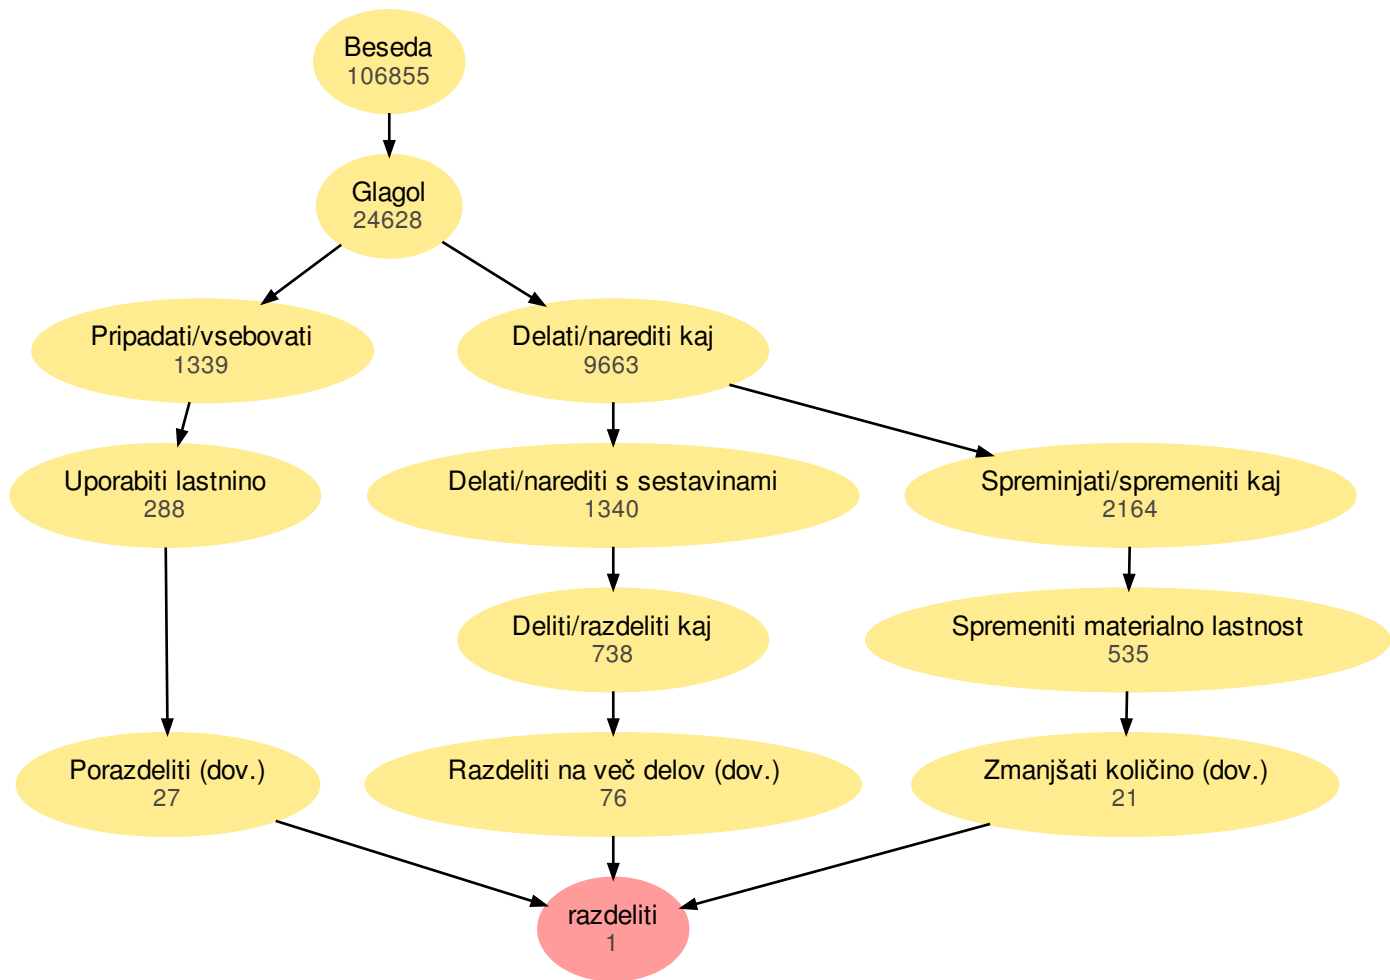 Beseda
106855
Glagol
24628
Pripadati/vsebovati
1339
Delati/narediti kaj
9663
Uporabiti lastnino
288
Delati/narediti s sestavinami
1340
Spreminjati/spremeniti kaj
2164
Deliti/razdeliti kaj
738
Spremeniti materialno lastnost
535
Porazdeliti (dov.)
27
Razdeliti na več delov (dov.)
76
Zmanjšati količino (dov.)
21
razdeliti
1